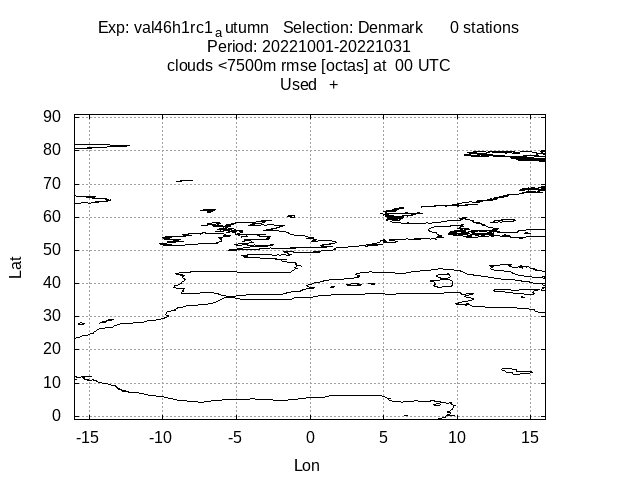 Exp: val46h1rc1autumn   Selection: Denmark      0 stations
Period: 20221001-20221031
clouds <7500m rmse [octas] at  00 UTC
Used   +
90
80
70
60
50
40
30
20
10
0
Lat
-15 -10 -5 0 5 10 15
Lon